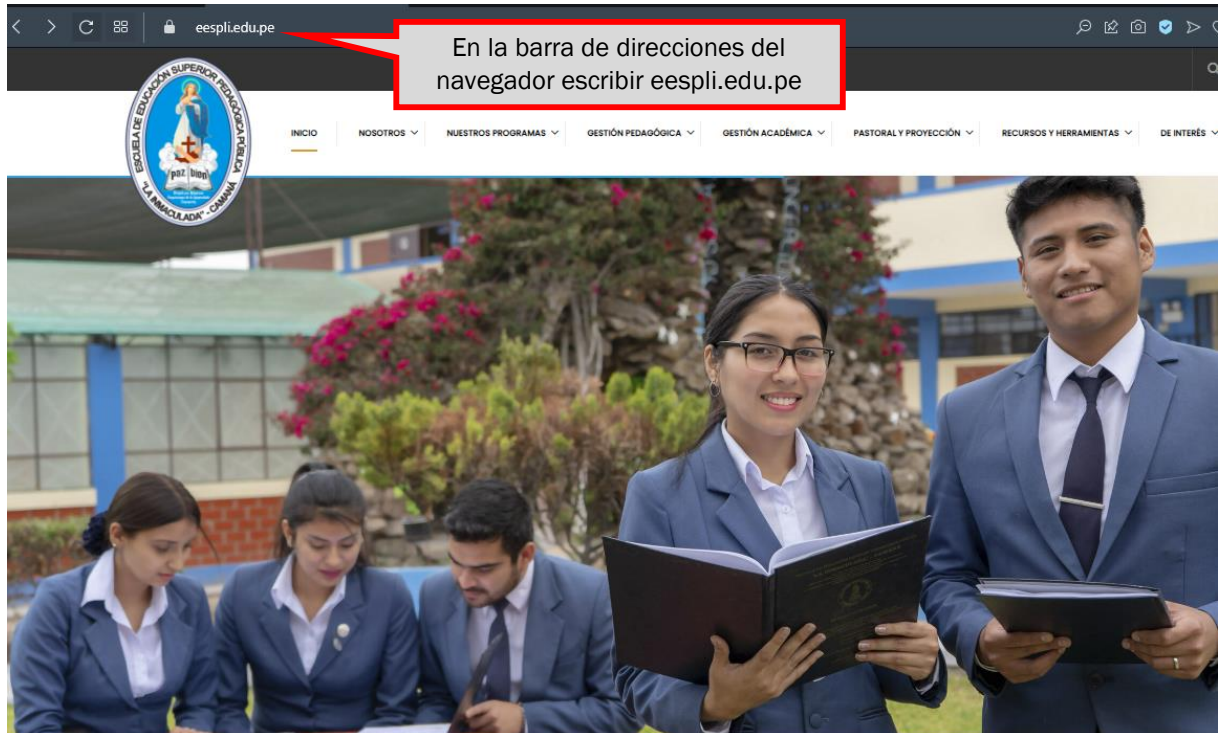 eespli.edu.pe
En la barra de direcciones del
navegador escribir eespli.edu.pe
ESCUELA DE EDUCACIÓN SUPERIOR PEDAGÓGICA PÚBLICA
"LA INMACULADA" - CAMANÁ
paz bien
INICIO NOSOTROS NUESTROS PROGRAMAS GESTIÓN PEDAGÓGICA GESTIÓN ACADÉMICA PASTORAL Y PROYECCIÓN RECURSOS Y HERRAMIENTAS DE INTERÉS